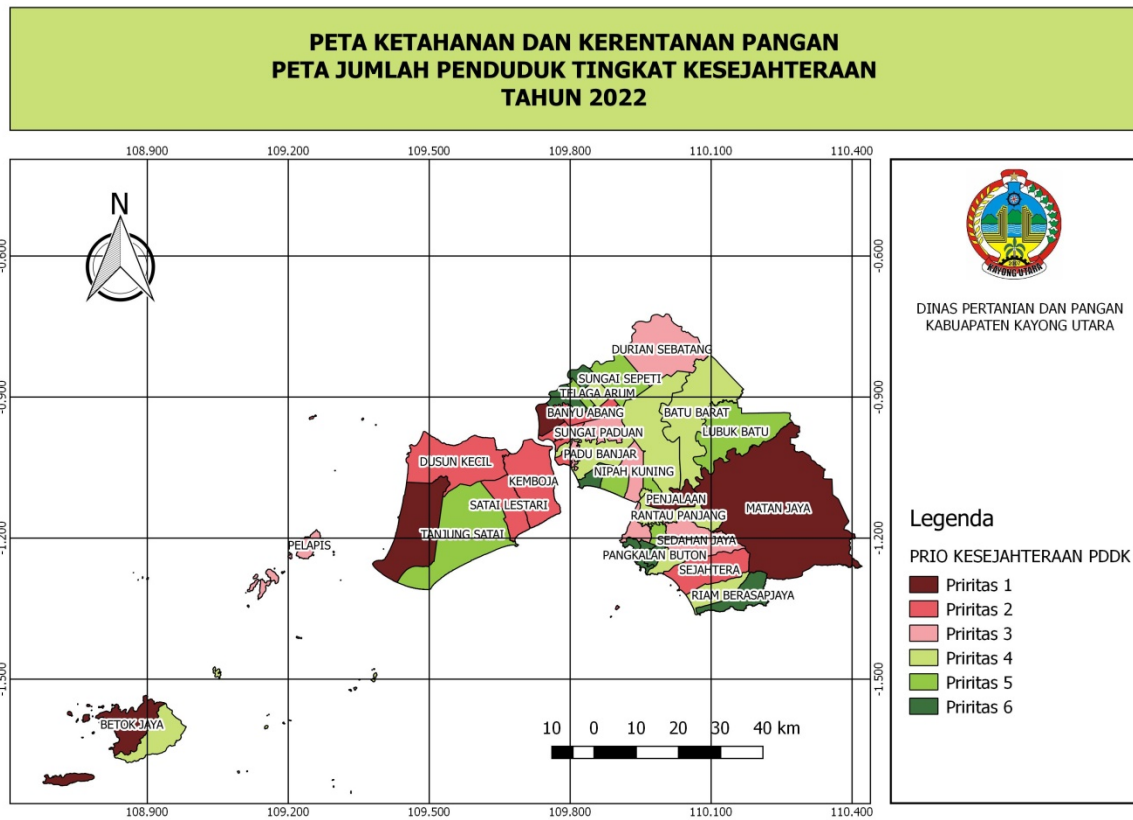 PETA KETAHANAN DAN KERENTANAN PANGAN
PETA JUMLAH PENDUDUK TINGKAT KESEJAHTERAAN
TAHUN 2022
108.900 109.200 109.500 109.800 110.100 110.400
N
-0.600 -0.600
DURIAN SEBATANG
SUNGAI SEPETI
TELAGA ARUM
-0.900 -0.900
BANYU ABANG
BATU BARAT
SUNGAI PADUAN
LUBUK BATU
PADU BANJAR
DUSUN KECIL
NIPAH KUNING
KEMBOJA
PENJALAAN
SATAI LESTARI
MATAN JAYA
RANTAU PANJANG
TANJUNG SATAI
-1.200 -1.200
SEDAHAN JAYA
PELAPIS
PANGKALAN BUTON
SEJAHTERA
RIAM BERASAPJAYA
-1.500 -1.500
BETOK JAYA
10 0 10 20 30 40 km
108.900 109.200 109.500 109.800 110.100 110.400
KAYONG UTARA
DINAS PERTANIAN DAN PANGAN
KABUAPATEN KAYONG UTARA
Legenda
PRIO KESEJAHTERAAN PDDK
Priritas 1
Priritas 2
Priritas 3
Priritas 4
Priritas 5
Priritas 6